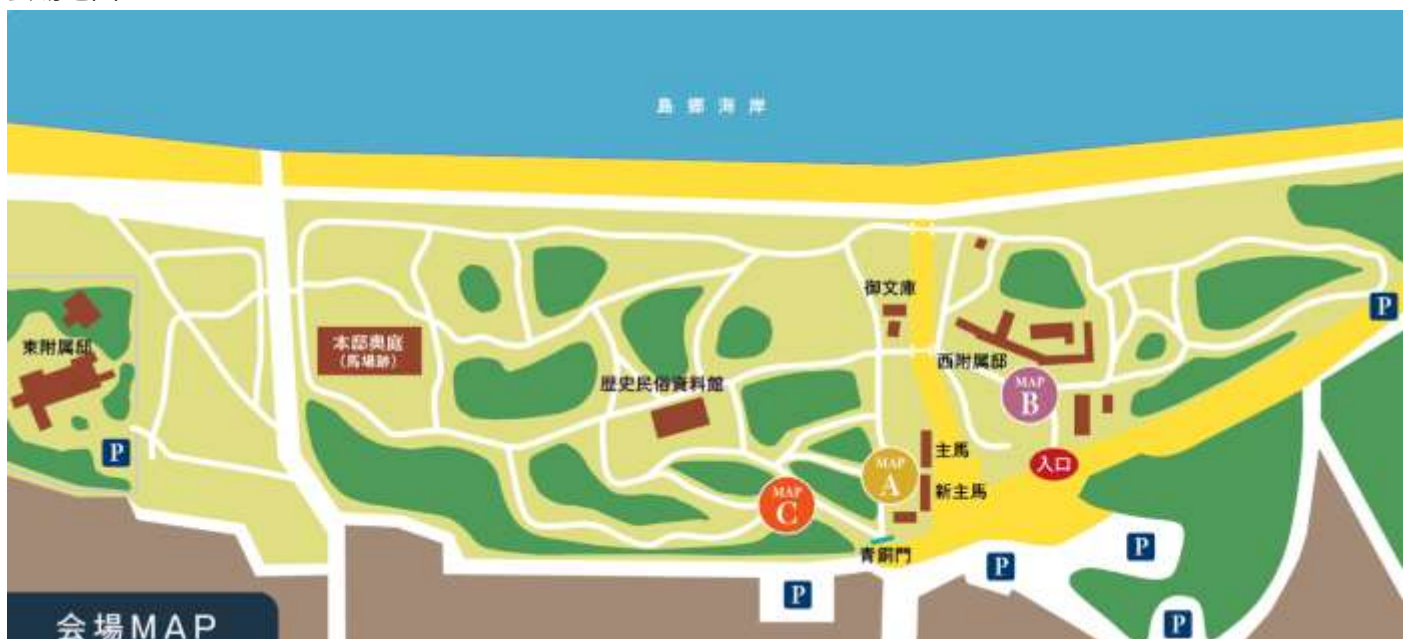 島郷海岸
御文庫
東附属邸
本邸奥庭
(馬場跡)
歴史民俗資料館
西附属邸
MAP
B
P
P
主馬
入口
MAP
A
新主馬
MAP
C
青銅門
P
P
P
P
会場MAP